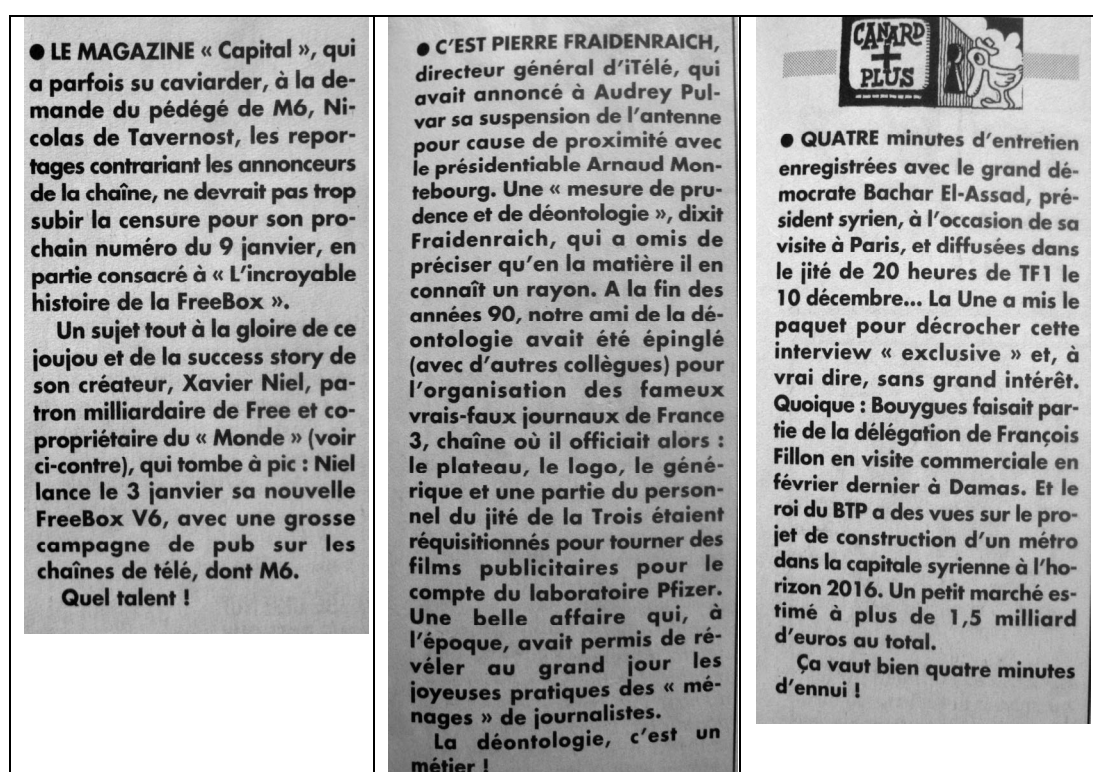 ● LE MAGAZINE « Capital », qui
a parfois su caviarder, à la de-
mande du pédégé de M6, Ni-
colas de Tavernost, les repor-
tages contrariant les annonceurs
de la chaîne, ne devrait pas trop
subir la censure pour son pro-
chain numéro du 9 janvier, en
partie consacré à « L'incroyable
histoire de la FreeBox ».
Un sujet tout à la gloire de ce
joujou et de la success story de
son créateur, Xavier Niel, pa-
tron milliardaire de Free et co-
propriétaire du « Monde » (voir
ci-contre), qui tombe à pic : Niel
lance le 3 janvier sa nouvelle
FreeBox V6, avec une grosse
campagne de pub sur les
chaînes de télé, dont M6.
Quel talent !
● C'EST PIERRE FRAIDENRAICH,
directeur général d'iTélé, qui
avait annoncé à Audrey Pul-
var sa suspension de l'antenne
pour cause de proximité avec
le présidentiable Arnaud Mon-
tebourg. Une « mesure de pru-
dence et de déontologie », dixit
Fraidenraich, qui a omis de
préciser qu'en la matière il en
connaît un rayon. A la fin des
années 90, notre ami de la dé-
ontologie avait été épinglé
(avec d'autres collègues) pour
l'organisation des fameux
vrais-faux journaux de France
3, chaîne où il officiait alors :
le plateau, le logo, le géné-
rique et une partie du person-
nel du jité de la Trois étaient
réquisitionnés pour tourner des
films publicitaires pour le
compte du laboratoire Pfizer.
Une belle affaire qui, à
l'époque, avait permis de ré-
véler au grand jour les
joyeuses pratiques des « mé-
nages » de journalistes.
La déontologie, c'est un
métier !
CANARD
+
PLUS
● QUATRE minutes d'entretien
enregistrées avec le grand dé-
mocrate Bachar El-Assad, pré-
sident syrien, à l'occasion de sa
visite à Paris, et diffusées dans
le jité de 20 heures de TF1 le
10 décembre... La Une a mis le
paquet pour décrocher cette
interview « exclusive » et, à
vrai dire, sans grand intérêt.
Quoique : Bouygues faisait par-
tie de la délégation de François
Fillon en visite commerciale en
février dernier à Damas. Et le
roi du BTP a des vues sur le pro-
jet de construction d'un métro
dans la capitale syrienne à l'ho-
rizon 2016. Un petit marché es-
timé à plus de 1,5 milliard
d'euros au total.
Ça vaut bien quatre minutes
d'ennui !